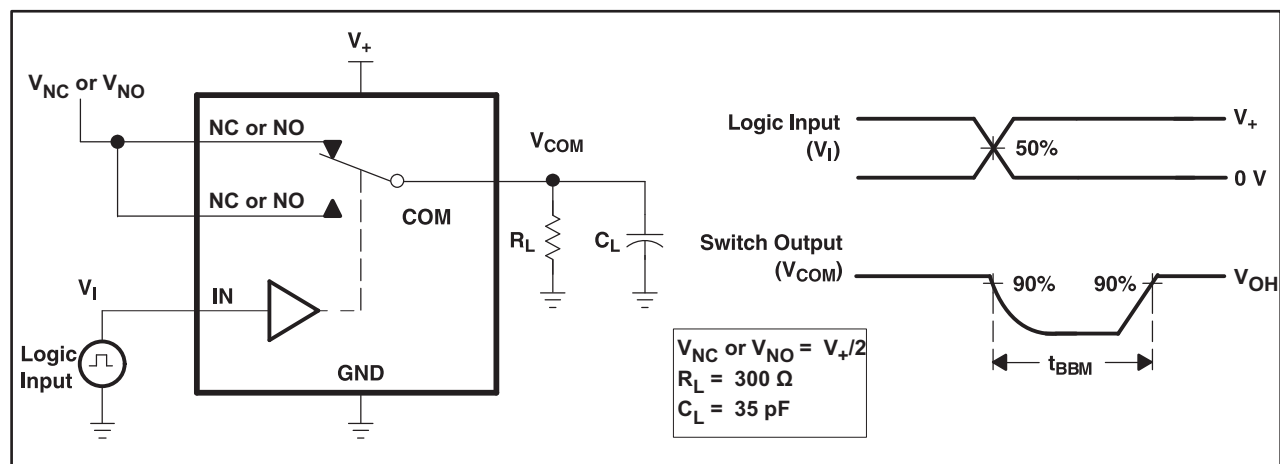 V+
VNC or VNO
NC or NO
NC or NO
COM
VCOM
RL
CL
VI
IN
Logic
Input
GND
VNC or VNO = V+/2
RL = 300 Ω
CL = 35 pF
Logic Input
(VI)
50%
V+
0 V
Switch Output
(VCOM)
90%
90%
VOH
tBBM